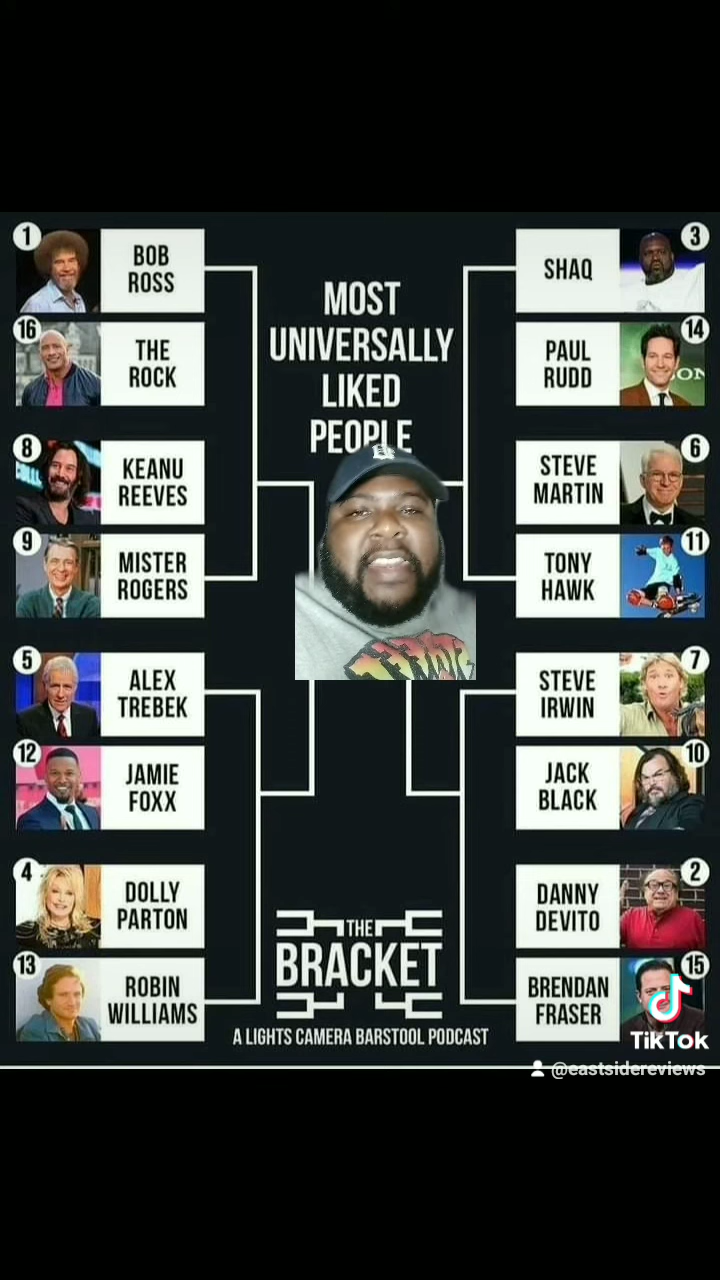 MOST
UNIVERSALLY
LIKED
PEOPLE
1
BOB
ROSS
16
THE
ROCK
8
KEANU
REEVES
9
MISTER
ROGERS
5
ALEX
TREBEK
12
JAMIE
FOXX
4
DOLLY
PARTON
13
ROBIN
WILLIAMS
3
SHAQ
14
PAUL
RUDD
6
STEVE
MARTIN
11
TONY
HAWK
7
STEVE
IRWIN
10
JACK
BLACK
2
DANNY
DEVITO
15
BRENDAN
FRASER
THE
BRACKET
A LIGHTS CAMERA BARSTOOL PODCAST
TikTok
@eastsidereviews